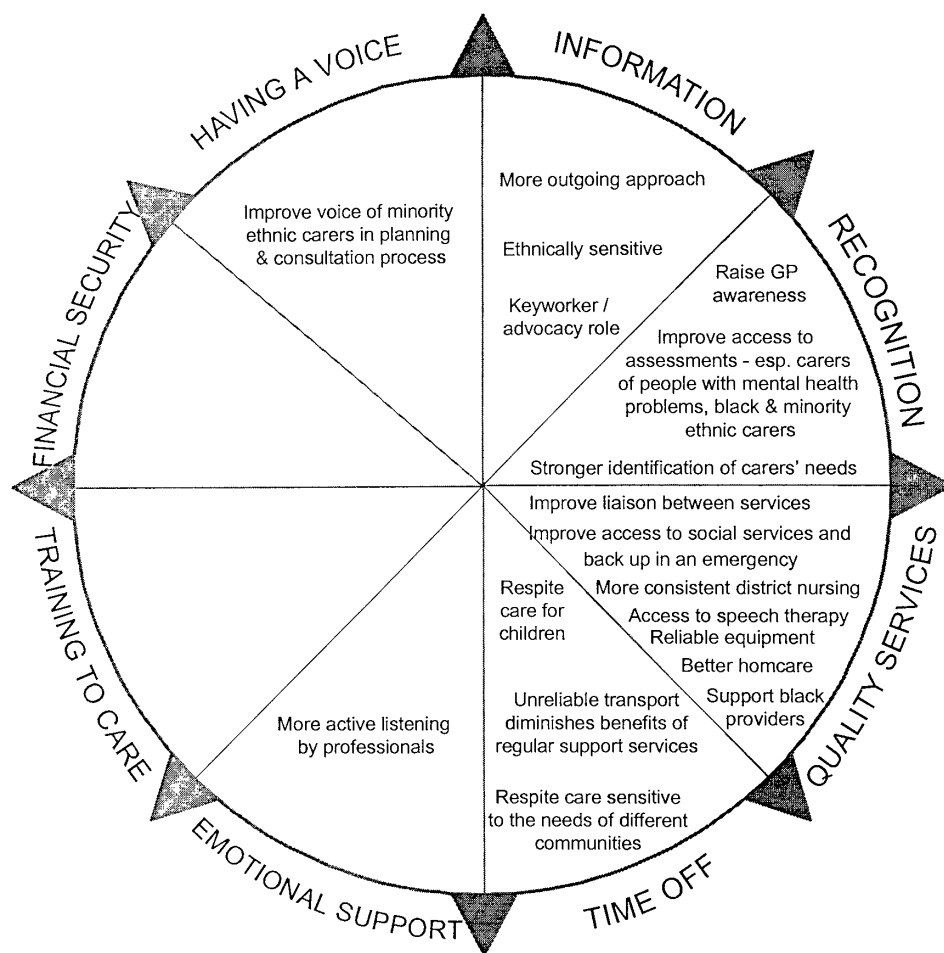 HAVING A VOICE
INFORMATION
RECOGNITION
QUALITY SERVICES
TIME OFF
EMOTIONAL SUPPORT
TRAINING TO CARE
FINANCIAL SECURITY
Improve voice of minority
ethnic carers in planning
& consultation process
More outgoing approach
Ethnically sensitive
Keyworker /
advocacy role
Raise GP
awareness
Improve access to
assessments - esp. carers
of people with mental health
problems, black & minority
ethnic carers
Stronger identification of carers' needs
Improve liaison between services
Improve access to social services and
back up in an emergency
More consistent district nursing
Access to speech therapy
Reliable equipment
Better homcare
Support black
providers
Respite
care for
children
Unreliable transport
diminishes benefits of
regular support services
Respite care sensitive
to the needs of different
communities
More active listening
by professionals